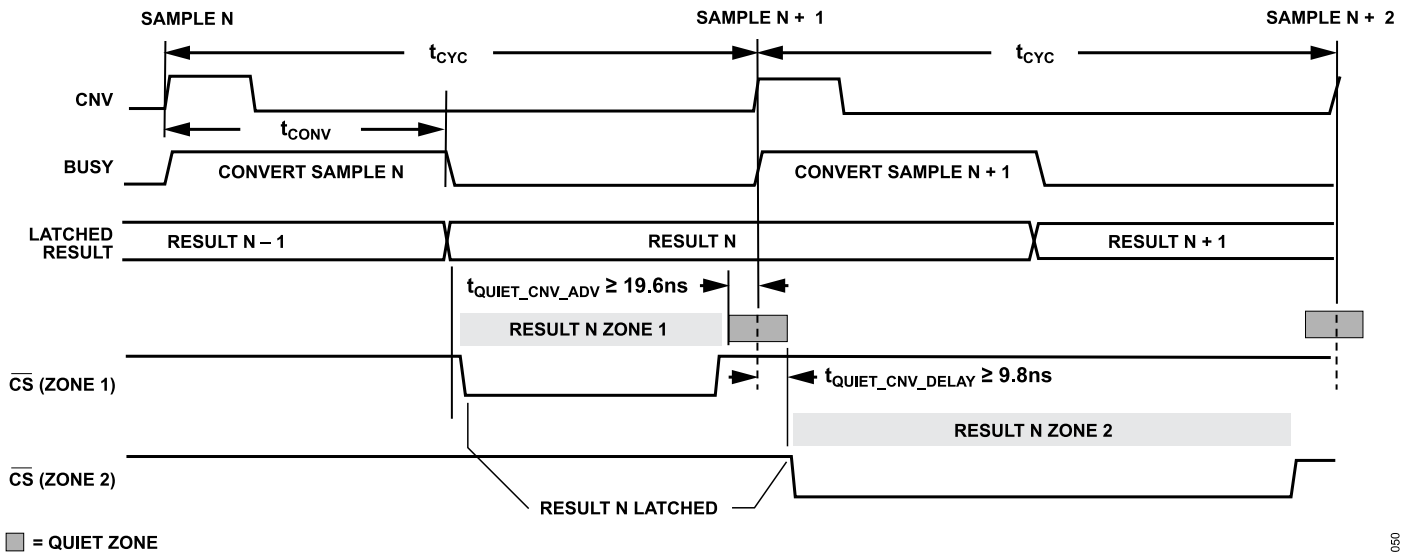 SAMPLE N
SAMPLE N + 1
SAMPLE N + 2
tCYC
tCYC
CNV
tCONV
BUSY
CONVERT SAMPLE N
CONVERT SAMPLE N + 1
LATCHED
RESULT
RESULT N – 1
RESULT N
RESULT N + 1
tQUIET_CNV_ADV ≥ 19.6ns
RESULT N ZONE 1
CS (ZONE 1)
tQUIET_CNV_DELAY ≥ 9.8ns
RESULT N ZONE 2
CS (ZONE 2)
RESULT N LATCHED
= QUIET ZONE
050